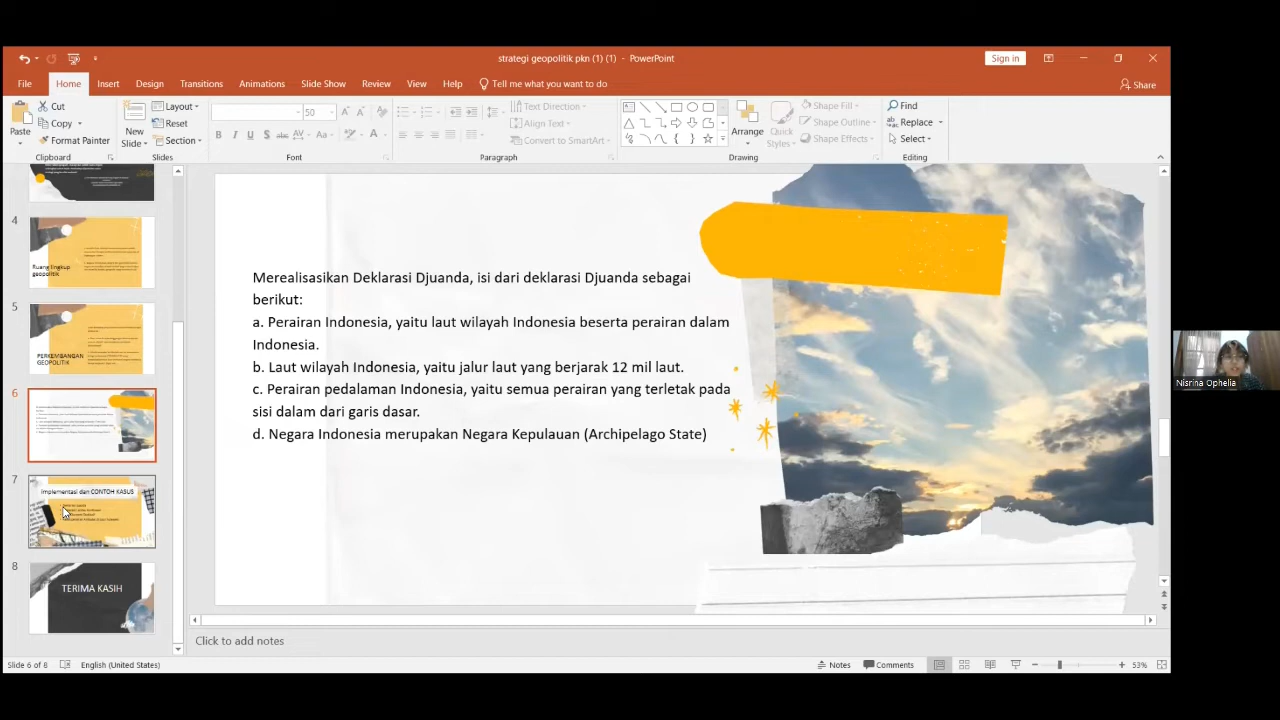 strategi geopolitik pkn (1) (1) - PowerPoint
Sign in
File Home Insert Design Transitions Animations Slide Show Review View Help Tell me what you want to do
Share
Paste
Cut
Copy
Format Painter
Clipboard
New Slide
Layout
Reset
Section
Slides
50
Font
Text Direction
Align Text
Convert to SmartArt
Paragraph
Arrange
Quick Styles
Shape Fill
Shape Outline
Shape Effects
Drawing
Find
Replace
Select
Editing
4
Ruang lingkup
geopolitik
5
PERKEMBANGAN
GEOPOLITIK
6
7
Implementasi dan CONTOH KASUS
8
TERIMA KASIH
Merealisasikan Deklarasi Djuanda, isi dari deklarasi Djuanda sebagai
berikut:
a. Perairan Indonesia, yaitu laut wilayah Indonesia beserta perairan dalam
Indonesia.
b. Laut wilayah Indonesia, yaitu jalur laut yang berjarak 12 mil laut.
c. Perairan pedalaman Indonesia, yaitu semua perairan yang terletak pada
sisi dalam dari garis dasar.
d. Negara Indonesia merupakan Negara Kepulauan (Archipelago State)
Nisrina Ophelia
Click to add notes
Slide 6 of 8 English (United States) Notes Comments 53%